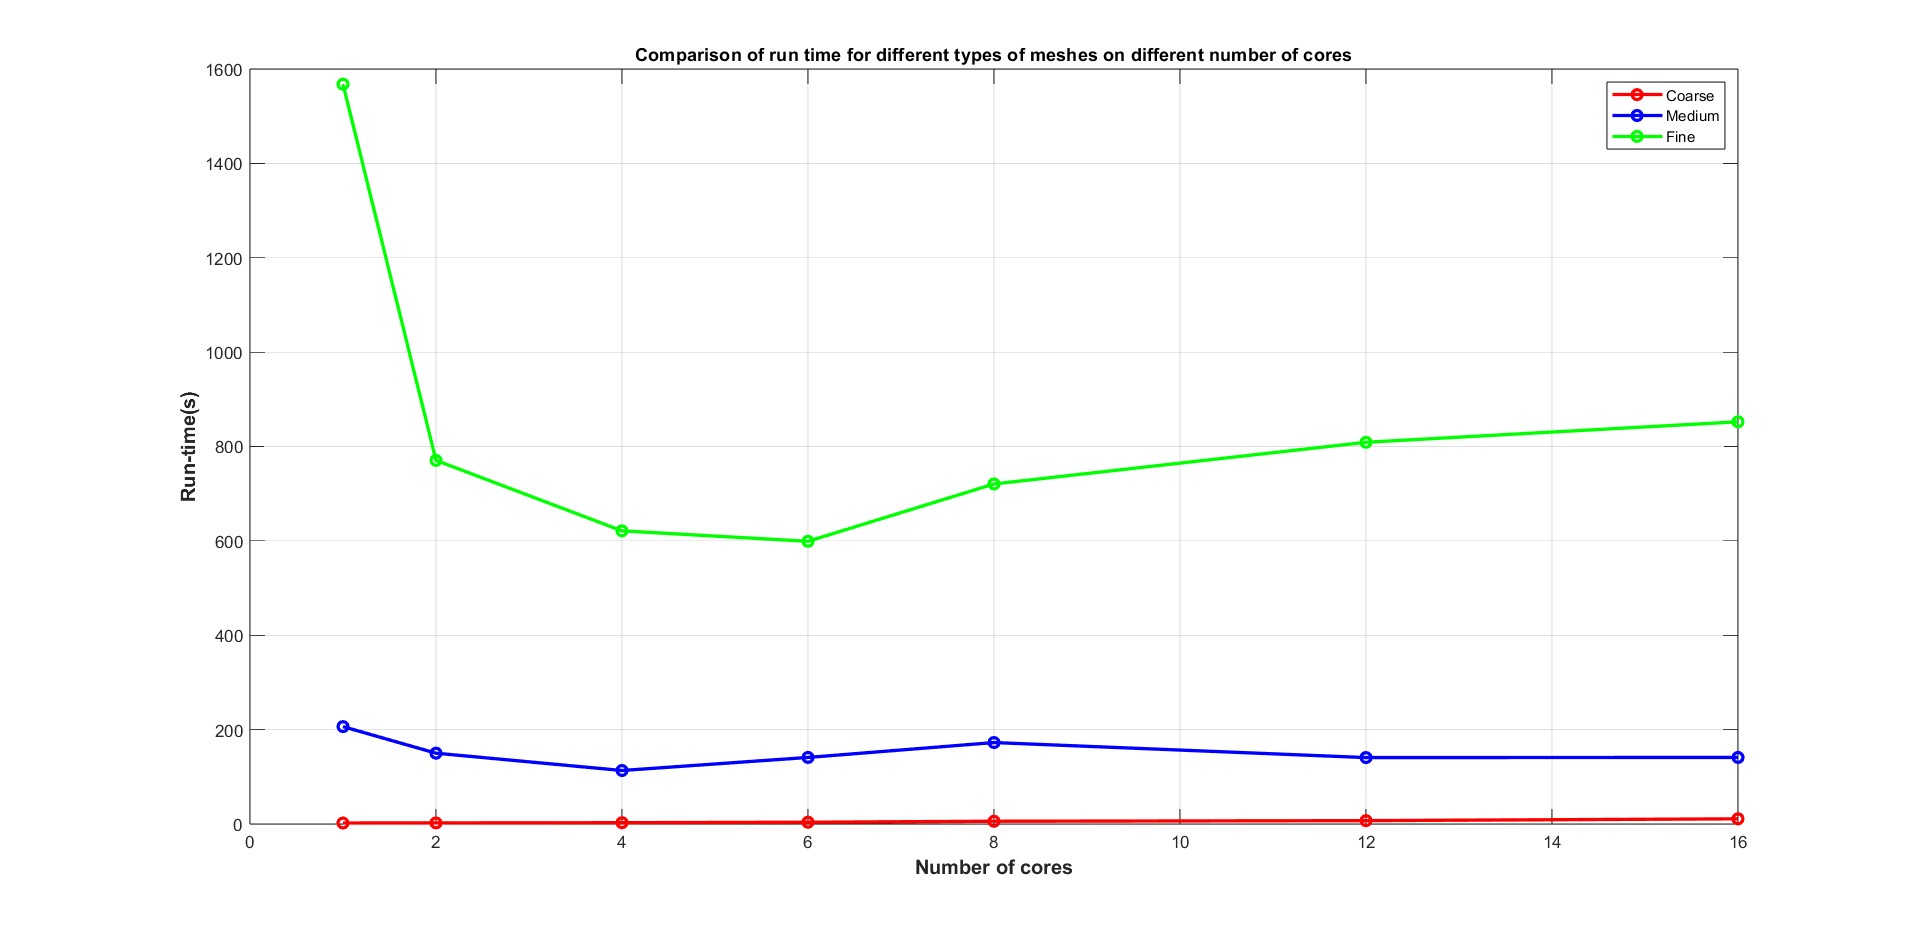 Comparison of run time for different types of meshes on different number of cores
1600
1400
1200
1000
800
600
400
200
0
Run-time(s)
Coarse
Medium
Fine
0 2 4 6 8 10 12 14 16
Number of cores